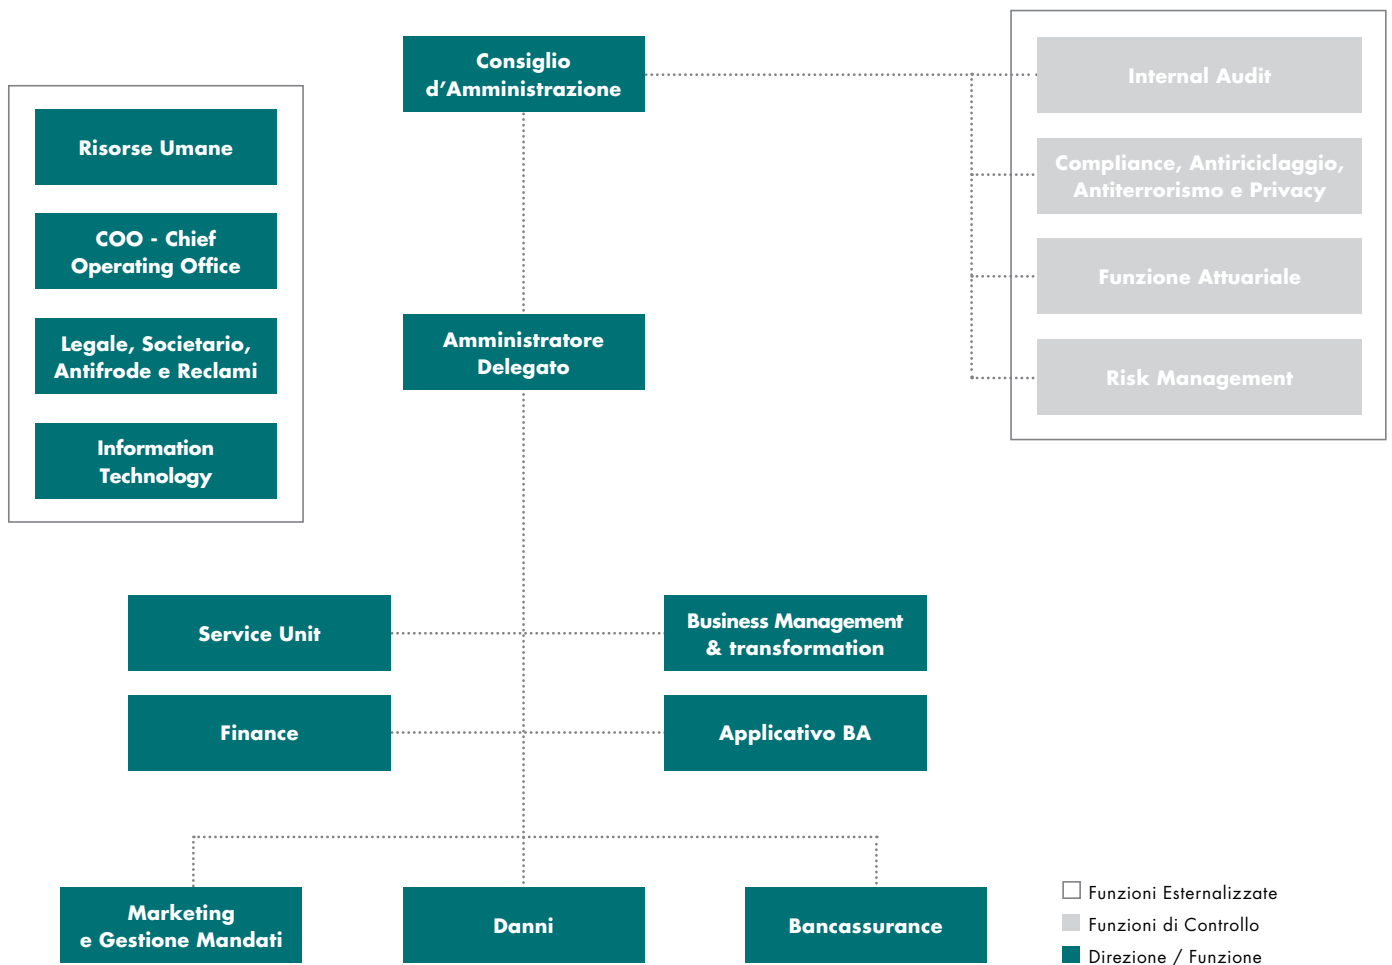 Consiglio
d'Amministrazione
Internal Audit
Compliance, Antiriciclaggio,
Antiterrorismo e Privacy
Funzione Attuariale
Risk Management
Risorse Umane
COO - Chief
Operating Office
Legale, Societario,
Antifrode e Reclami
Information
Technology
Amministratore
Delegato
Service Unit
Business Management
& transformation
Finance
Applicativo BA
Marketing
e Gestione Mandati
Danni
Bancassurance
Funzioni Esternalizzate
Funzioni di Controllo
Direzione / Funzione